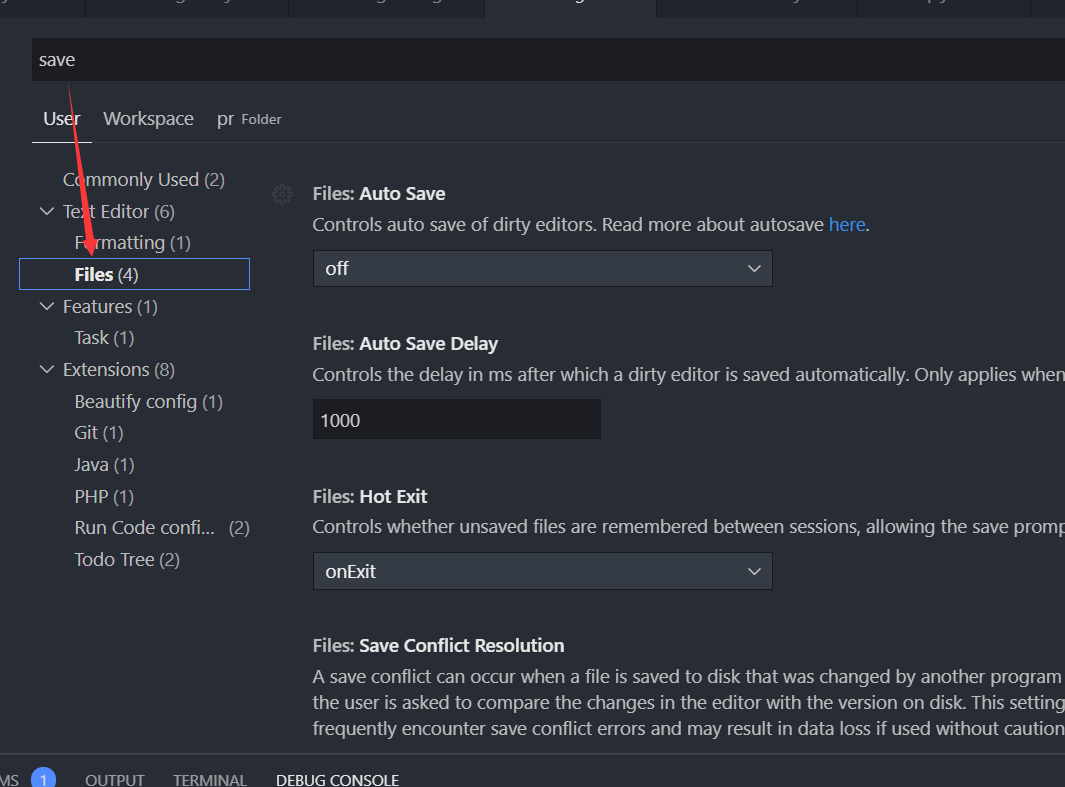 save
User Workspace pr Folder
Commonly Used (2)
Text Editor (6)
Formatting (1)
Files (4)
Features (1)
Task (1)
Extensions (8)
Beautify config (1)
Git (1)
Java (1)
PHP (1)
Run Code confi... (2)
Todo Tree (2)
Files: Auto Save
Controls auto save of dirty editors. Read more about autosave here.
off
Files: Auto Save Delay
Controls the delay in ms after which a dirty editor is saved automatically. Only applies when
1000
Files: Hot Exit
Controls whether unsaved files are remembered between sessions, allowing the save promp
onExit
Files: Save Conflict Resolution
A save conflict can occur when a file is saved to disk that was changed by another program
the user is asked to compare the changes in the editor with the version on disk. This setting
frequently encounter save conflict errors and may result in data loss if used without caution
MS 1 OUTPUT TERMINAL DEBUG CONSOLE